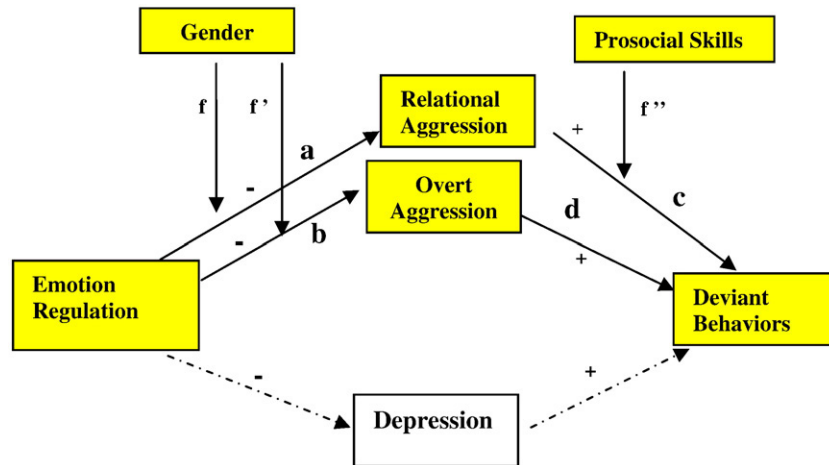 Gender
Prosocial Skills
f
f '
Relational
Aggression
+
f ''
a
-
Overt
Aggression
c
d
-
b
+
Emotion
Regulation
Deviant
Behaviors
-
+
Depression